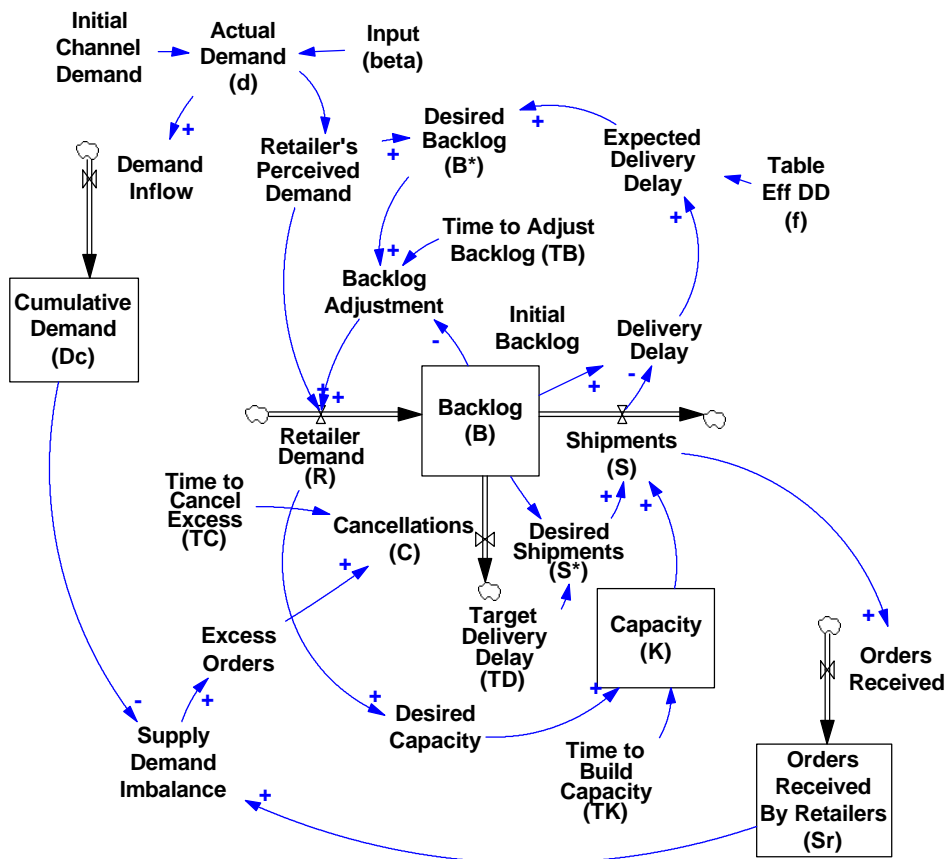 Initial
Channel
Demand
Actual
Demand
(d)
Input
(beta)
+
Demand
Inflow
Retailer's
Perceived
Demand
+
Desired
Backlog
(B*)
+
Expected
Delivery
Delay
Table
Eff DD
(f)
+
Time to Adjust
Backlog (TB)
+
Backlog
Adjustment
Cumulative
Demand
(Dc)
Initial
Backlog
Delivery
Delay
-
+
-
Backlog
(B)
+
+
Retailer
Demand
(R)
Shipments
(S)
Time to
Cancel
Excess
(TC)
Cancellations
(C)
+
+
+
Desired
Shipments
(S*)
Target
Delivery
Delay
(TD)
Capacity
(K)
+
Orders
Received
Excess
Orders
+
-
Supply
Demand
Imbalance
+
Desired
Capacity
+
Time to
Build
Capacity
(TK)
Orders
Received
By Retailers
(Sr)
+